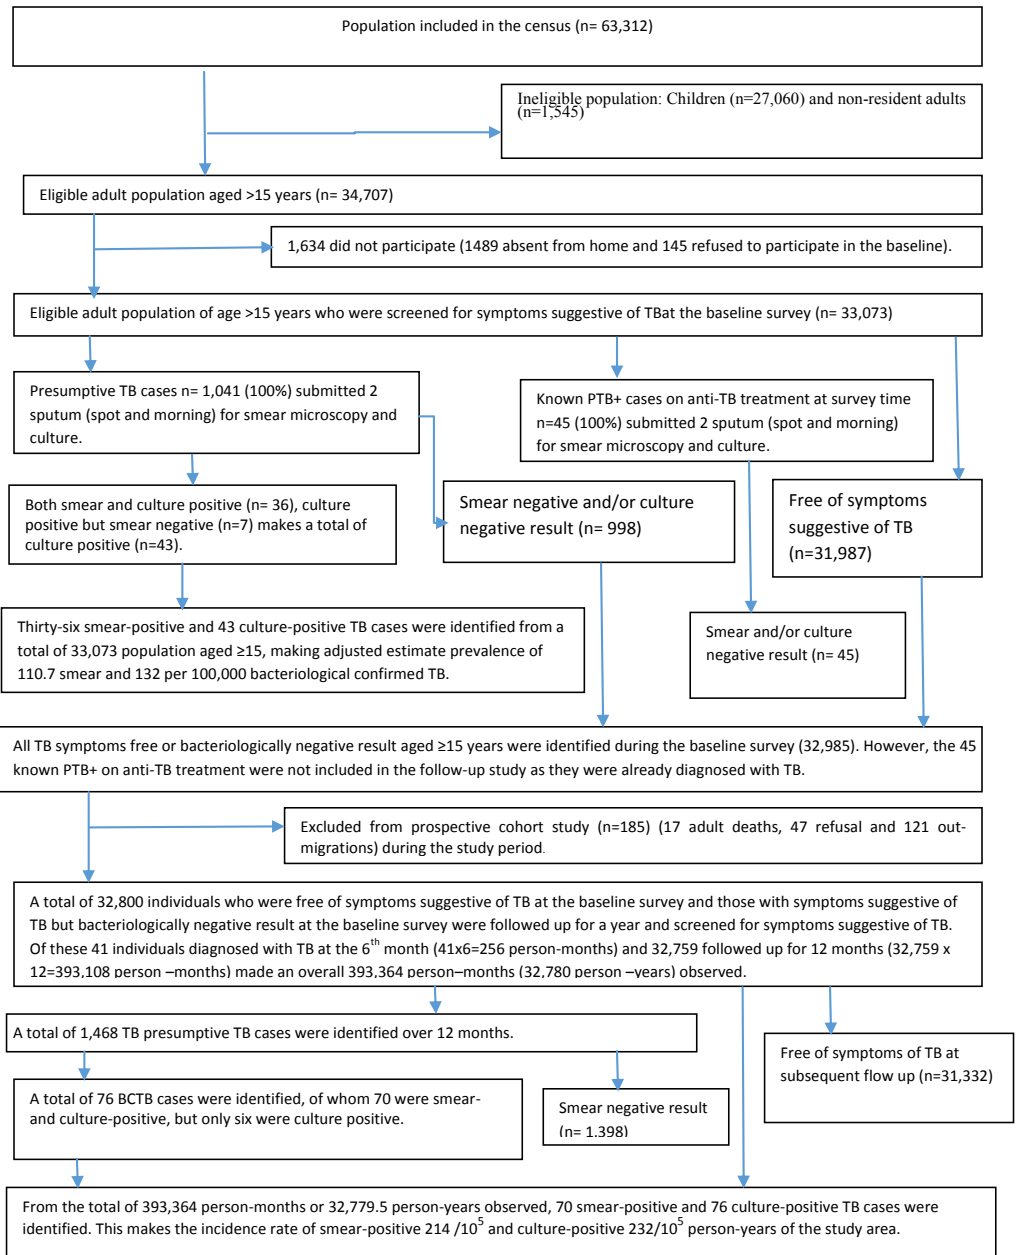 Population included in the census (n= 63,312)
Ineligible population: Children (n=27,060) and non-resident adults
(n=1,545)
Eligible adult population aged >15 years (n= 34,707)
1,634 did not participate (1489 absent from home and 145 refused to participate in the baseline).
Eligible adult population of age >15 years who were screened for symptoms suggestive of TBat the baseline survey (n= 33,073)
Presumptive TB cases n= 1,041 (100%) submitted 2
sputum (spot and morning) for smear microscopy and
culture.
Known PTB+ cases on anti-TB treatment at survey time
n=45 (100%) submitted 2 sputum (spot and morning)
for smear microscopy and culture.
Both smear and culture positive (n= 36), culture
positive but smear negative (n=7) makes a total of
culture positive (n=43).
Smear negative and/or culture
negative result (n= 998)
Free of symptoms
suggestive of TB
(n=31,987)
Thirty-six smear-positive and 43 culture-positive TB cases were identified from a
total of 33,073 population aged ≥15, making adjusted estimate prevalence of
110.7 smear and 132 per 100,000 bacteriological confirmed TB.
Smear and/or culture
negative result (n= 45)
All TB symptoms free or bacteriologically negative result aged ≥15 years were identified during the baseline survey (32,985). However, the 45
known PTB+ on anti-TB treatment were not included in the follow-up study as they were already diagnosed with TB.
Excluded from prospective cohort study (n=185) (17 adult deaths, 47 refusal and 121 out-
migrations) during the study period.
A total of 32,800 individuals who were free of symptoms suggestive of TB at the baseline survey and those with symptoms suggestive of
TB but bacteriologically negative result at the baseline survey were followed up for a year and screened for symptoms suggestive of TB.
Of these 41 individuals diagnosed with TB at the 6th month (41x6=256 person-months) and 32,759 followed up for 12 months (32,759 x
12=393,108 person –months) made an overall 393,364 person–months (32,780 person –years) observed.
A total of 1,468 TB presumptive TB cases were identified over 12 months.
Free of symptoms of TB at
subsequent flow up (n=31,332)
A total of 76 BCTB cases were identified, of whom 70 were smear-
and culture-positive, but only six were culture positive.
Smear negative result
(n= 1.398)
From the total of 393,364 person-months or 32,779.5 person-years observed, 70 smear-positive and 76 culture-positive TB cases were
identified. This makes the incidence rate of smear-positive 214 /10^5 and culture-positive 232/10^5 person-years of the study area.